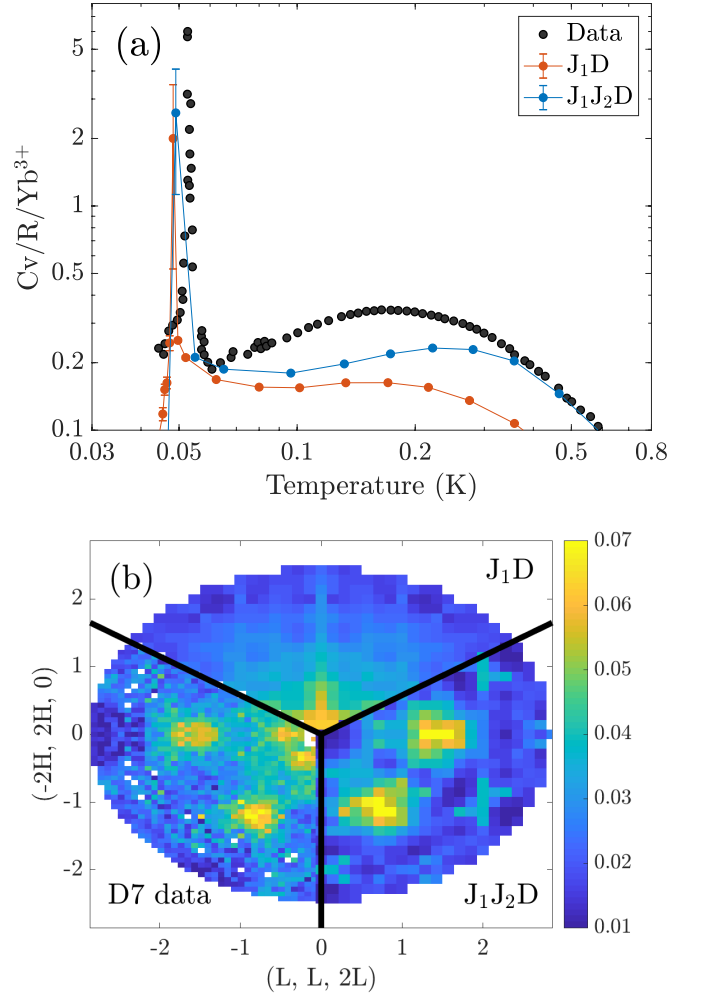 (a)
Data
J₁D
J₁J₂D
5
2
1
0.5
0.2
0.1
Cv/R/Yb³⁺
0.03 0.05 0.1 0.2 0.5 0.8
Temperature (K)
(b)
J₁D
D7 data
J₁J₂D
2
1
0
-1
-2
(-2H, 2H, 0)
-2 -1 0 1 2
(L, L, 2L)
0.07
0.06
0.05
0.04
0.03
0.02
0.01